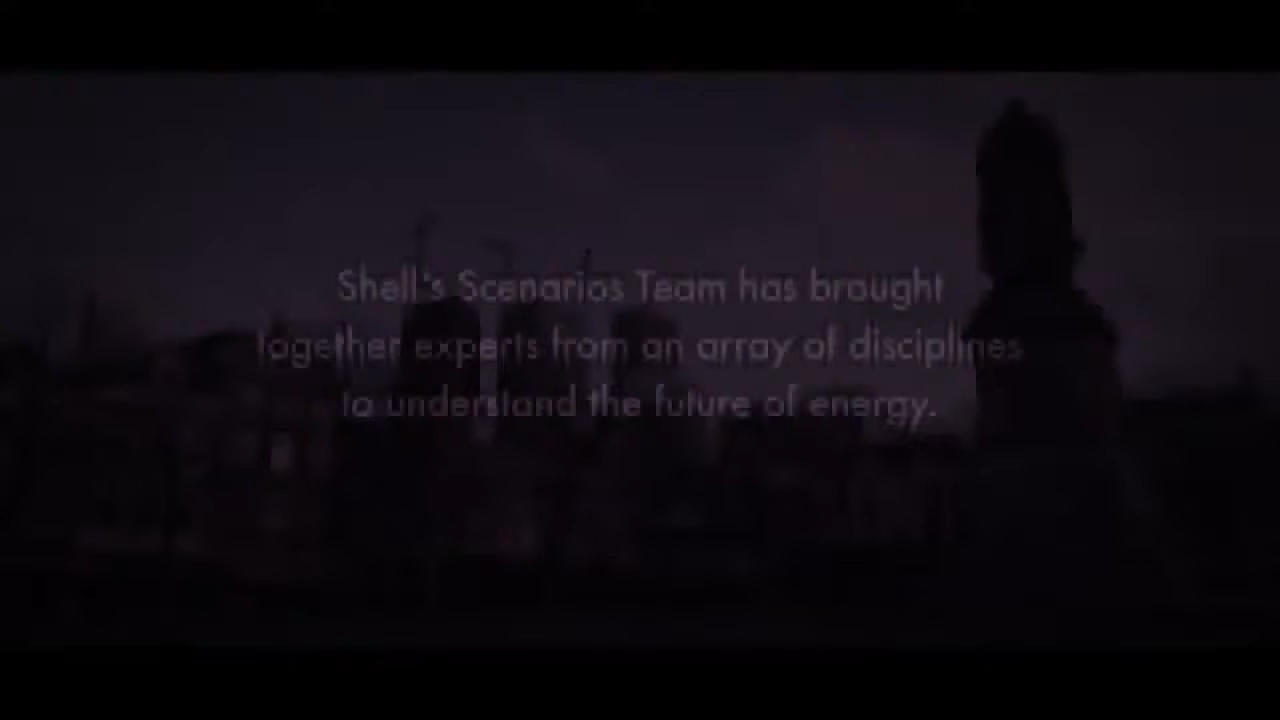 Shell's Scenarios Team has brought
together experts from an array of disciplines
to understand the future of energy.